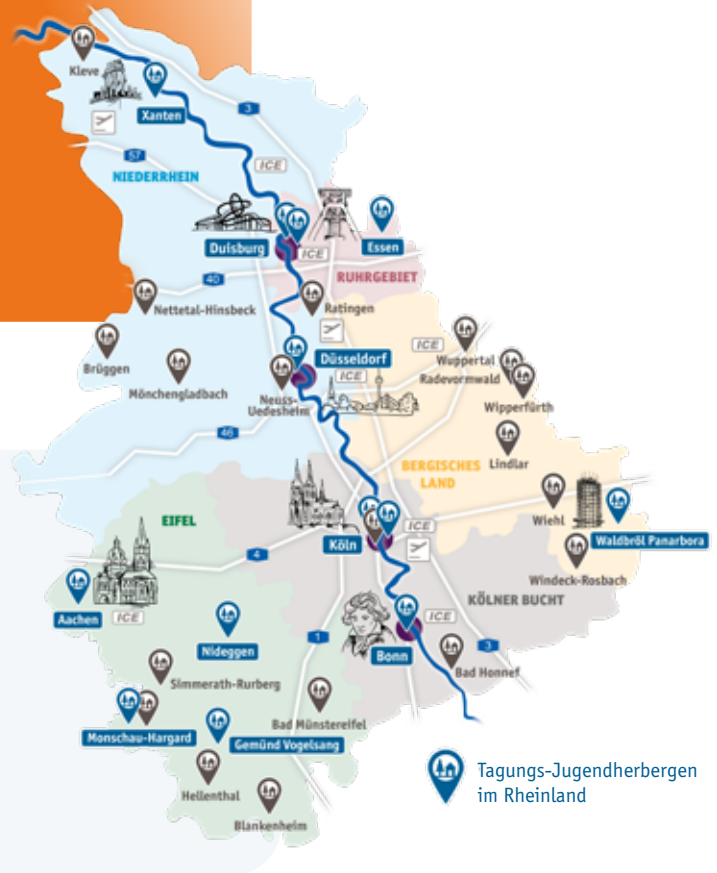 Kleve
Xanten
3
57
NIEDERRHEIN
ICE
Duisburg
ICE
Essen
RUHRGEBIET
40
Nettetal-Hinsbeck
Ratingen
Brüggen
Mönchengladbach
Düsseldorf
ICE
ICE
Wuppertal
Radevormwald
Wipperfürth
Neuss-
Uedesheim
46
BERGISCHES
LAND
Lindlar
EIFEL
Köln
ICE
Wiehl
Waldbröl Panarbora
4
Windeck-Rosbach
KÖLNER BUCHT
Aachen
ICE
Nideggen
1
Bonn
ICE
3
Bad Honnef
Simmerath-Rurberg
Monschau-Hargard
Bad Münstereifel
Gemünd Vogelsang
Hellenthal
Blankenheim
Tagungs-Jugendherbergen
im Rheinland